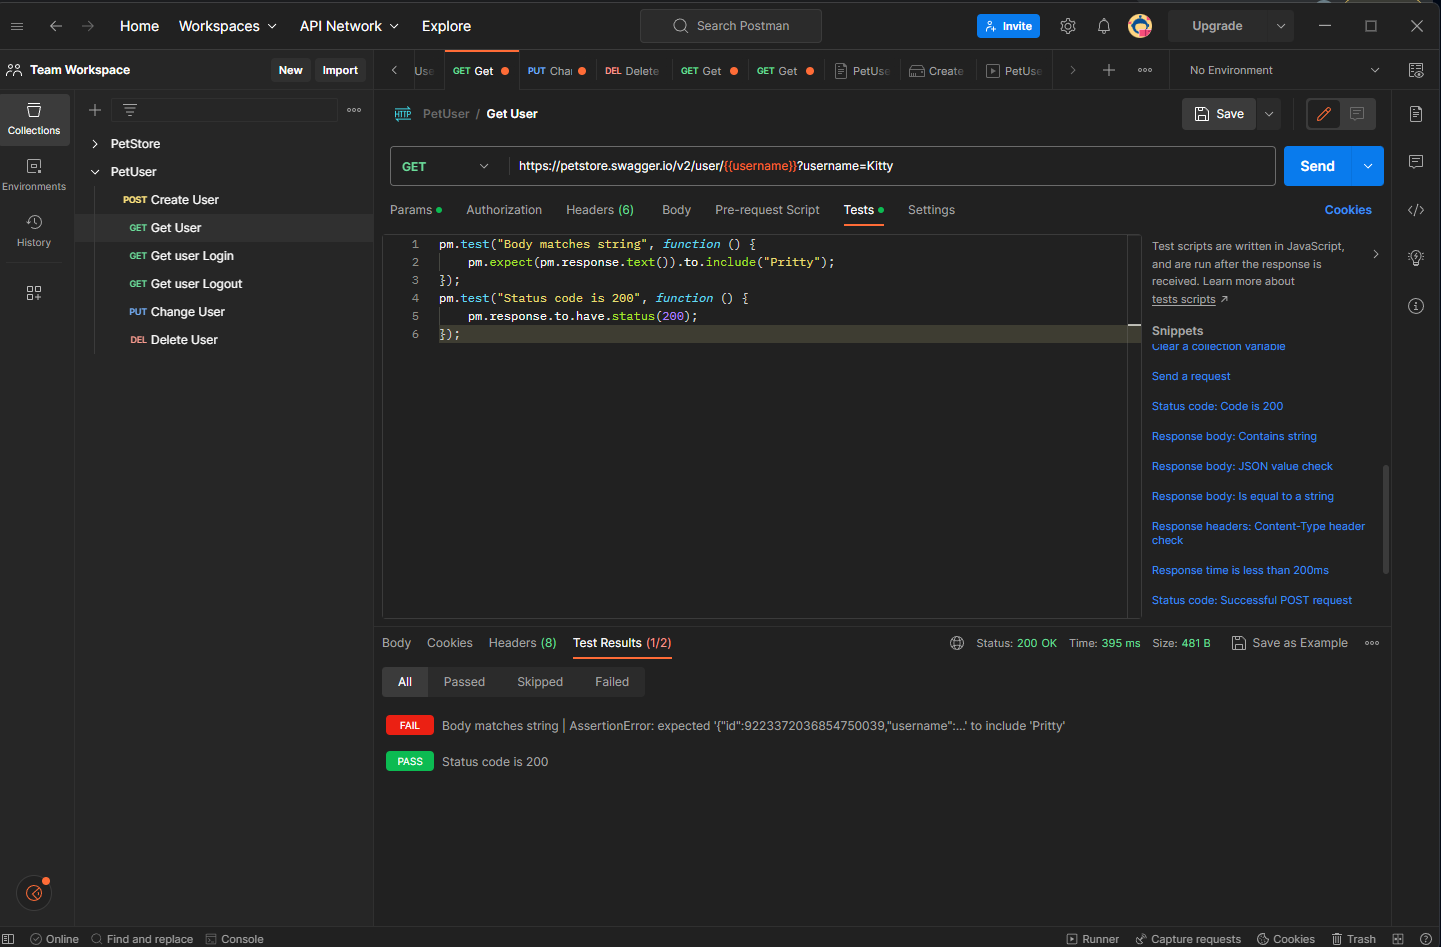 Home Workspaces API Network Explore Search Postman Invite Upgrade
Team Workspace New Import Use GET Get PUT Chan DEL Delete GET Get GET Get PetUse Create PetUse No Environment
Collections
Environments
History
PetStore
PetUser
POST Create User
GET Get User
GET Get user Login
GET Get user Logout
PUT Change User
DEL Delete User
HTTP PetUser / Get User Save
GET https://petstore.swagger.io/v2/user/{{username}}?username=Kitty Send
Params Authorization Headers (6) Body Pre-request Script Tests Settings Cookies
1 pm.test("Body matches string", function () {
2 pm.expect(pm.response.text()).to.include("Pritty");
3 });
4 pm.test("Status code is 200", function () {
5 pm.response.to.have.status(200);
6 });
Test scripts are written in JavaScript,
and are run after the response is
received. Learn more about
tests scripts
Snippets
Clear a collection variable
Send a request
Status code: Code is 200
Response body: Contains string
Response body: JSON value check
Response body: Is equal to a string
Response headers: Content-Type header
check
Response time is less than 200ms
Status code: Successful POST request
Body Cookies Headers (8) Test Results (1/2) Status: 200 OK Time: 395 ms Size: 481 B Save as Example
All Passed Skipped Failed
FAIL Body matches string | AssertionError: expected '{"id":9223372036854750039,"username":...' to include 'Pritty'
PASS Status code is 200
Online Find and replace Console Runner Capture requests Cookies Trash